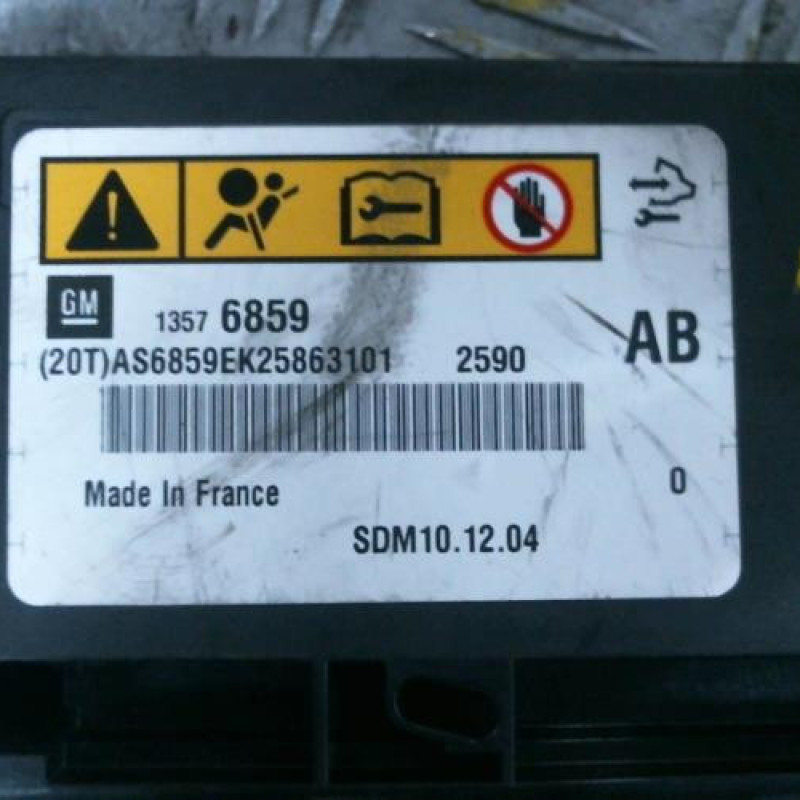 GM
1357 6859
AB
(20T)AS6859EK25863101 2590
Made In France
0
SDM10.12.04